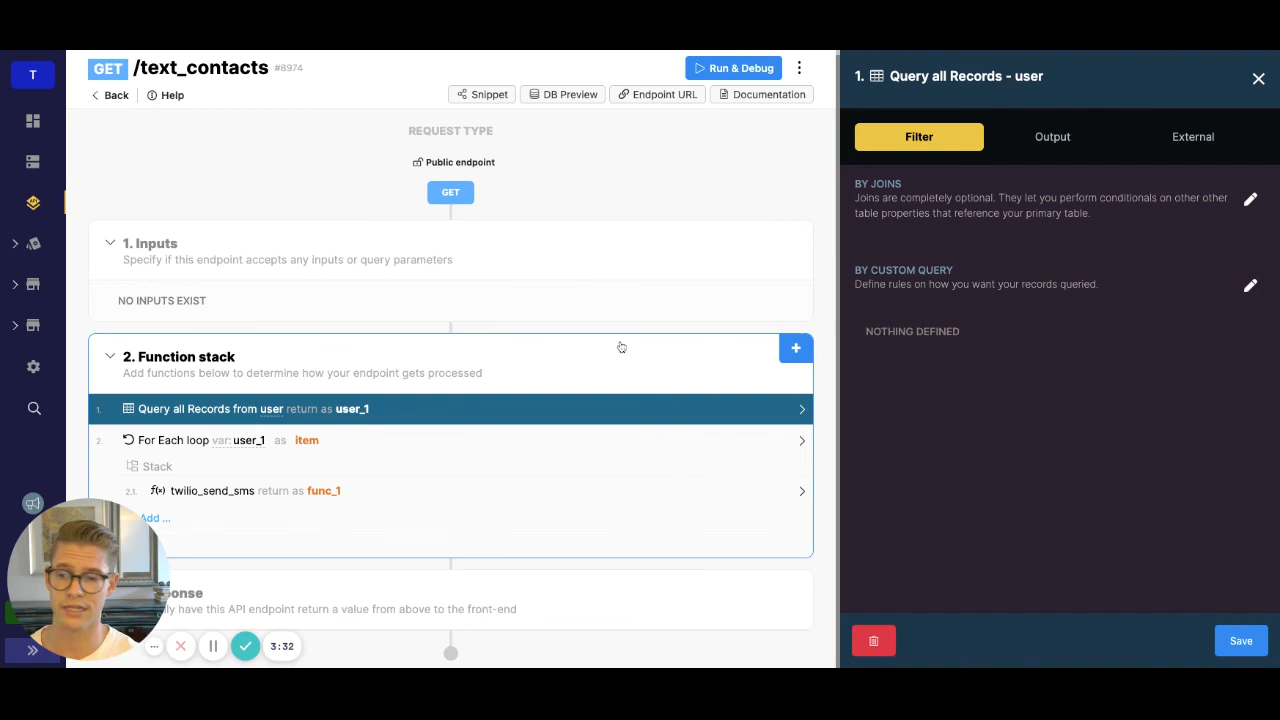 T
GET /text_contacts #8974
Run & Debug
Back
Help
Snippet
DB Preview
Endpoint URL
Documentation
REQUEST TYPE
Public endpoint
GET
1. Inputs
Specify if this endpoint accepts any inputs or query parameters
NO INPUTS EXIST
2. Function stack
Add functions below to determine how your endpoint gets processed
1. Query all Records from user return as user_1
2. For Each loop var:user_1 as item
Stack
2.1. f(x) twilio_send_sms return as func_1
Add ...
ly have this API endpoint return a value from above to the front-end
3:32
1. Query all Records - user
Filter
Output
External
BY JOINS
Joins are completely optional. They let you perform conditionals on other other
table properties that reference your primary table.
BY CUSTOM QUERY
Define rules on how you want your records queried.
NOTHING DEFINED
Save